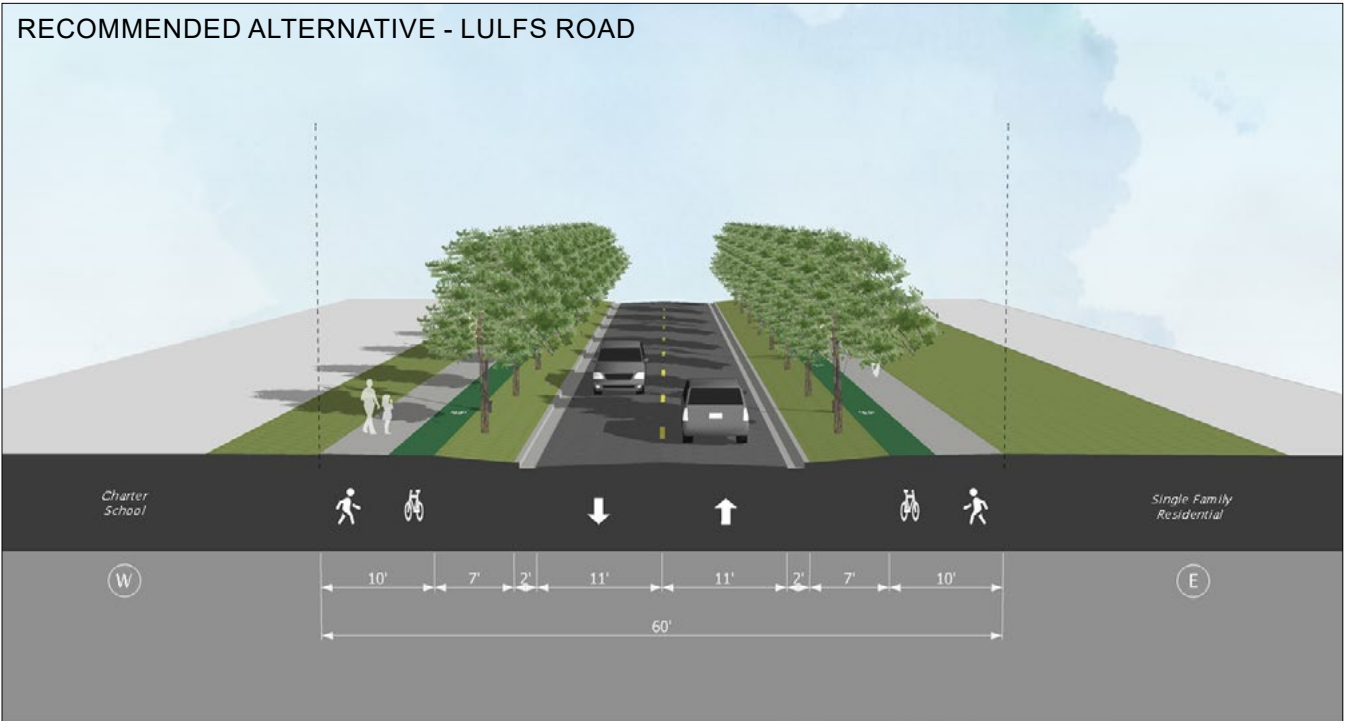 RECOMMENDED ALTERNATIVE - LULFS ROAD
Charter
School
Single Family
Residential
W
E
10'
7'
2'
11'
11'
2'
7'
10'
60'